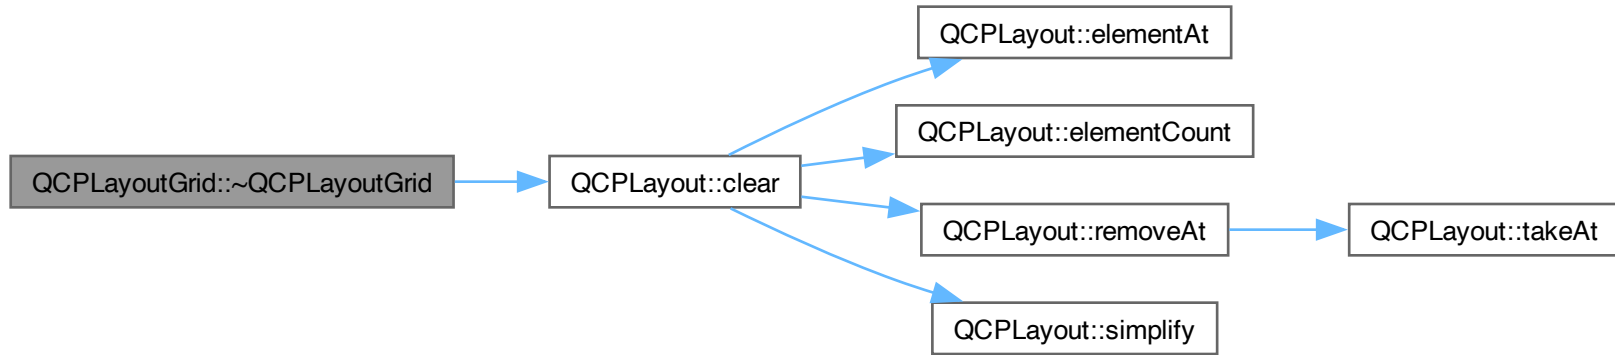 QCPLayout::elementAt
QCPLayout::elementCount
QCPLayoutGrid::~QCPLayoutGrid
QCPLayout::clear
QCPLayout::removeAt
QCPLayout::takeAt
QCPLayout::simplify